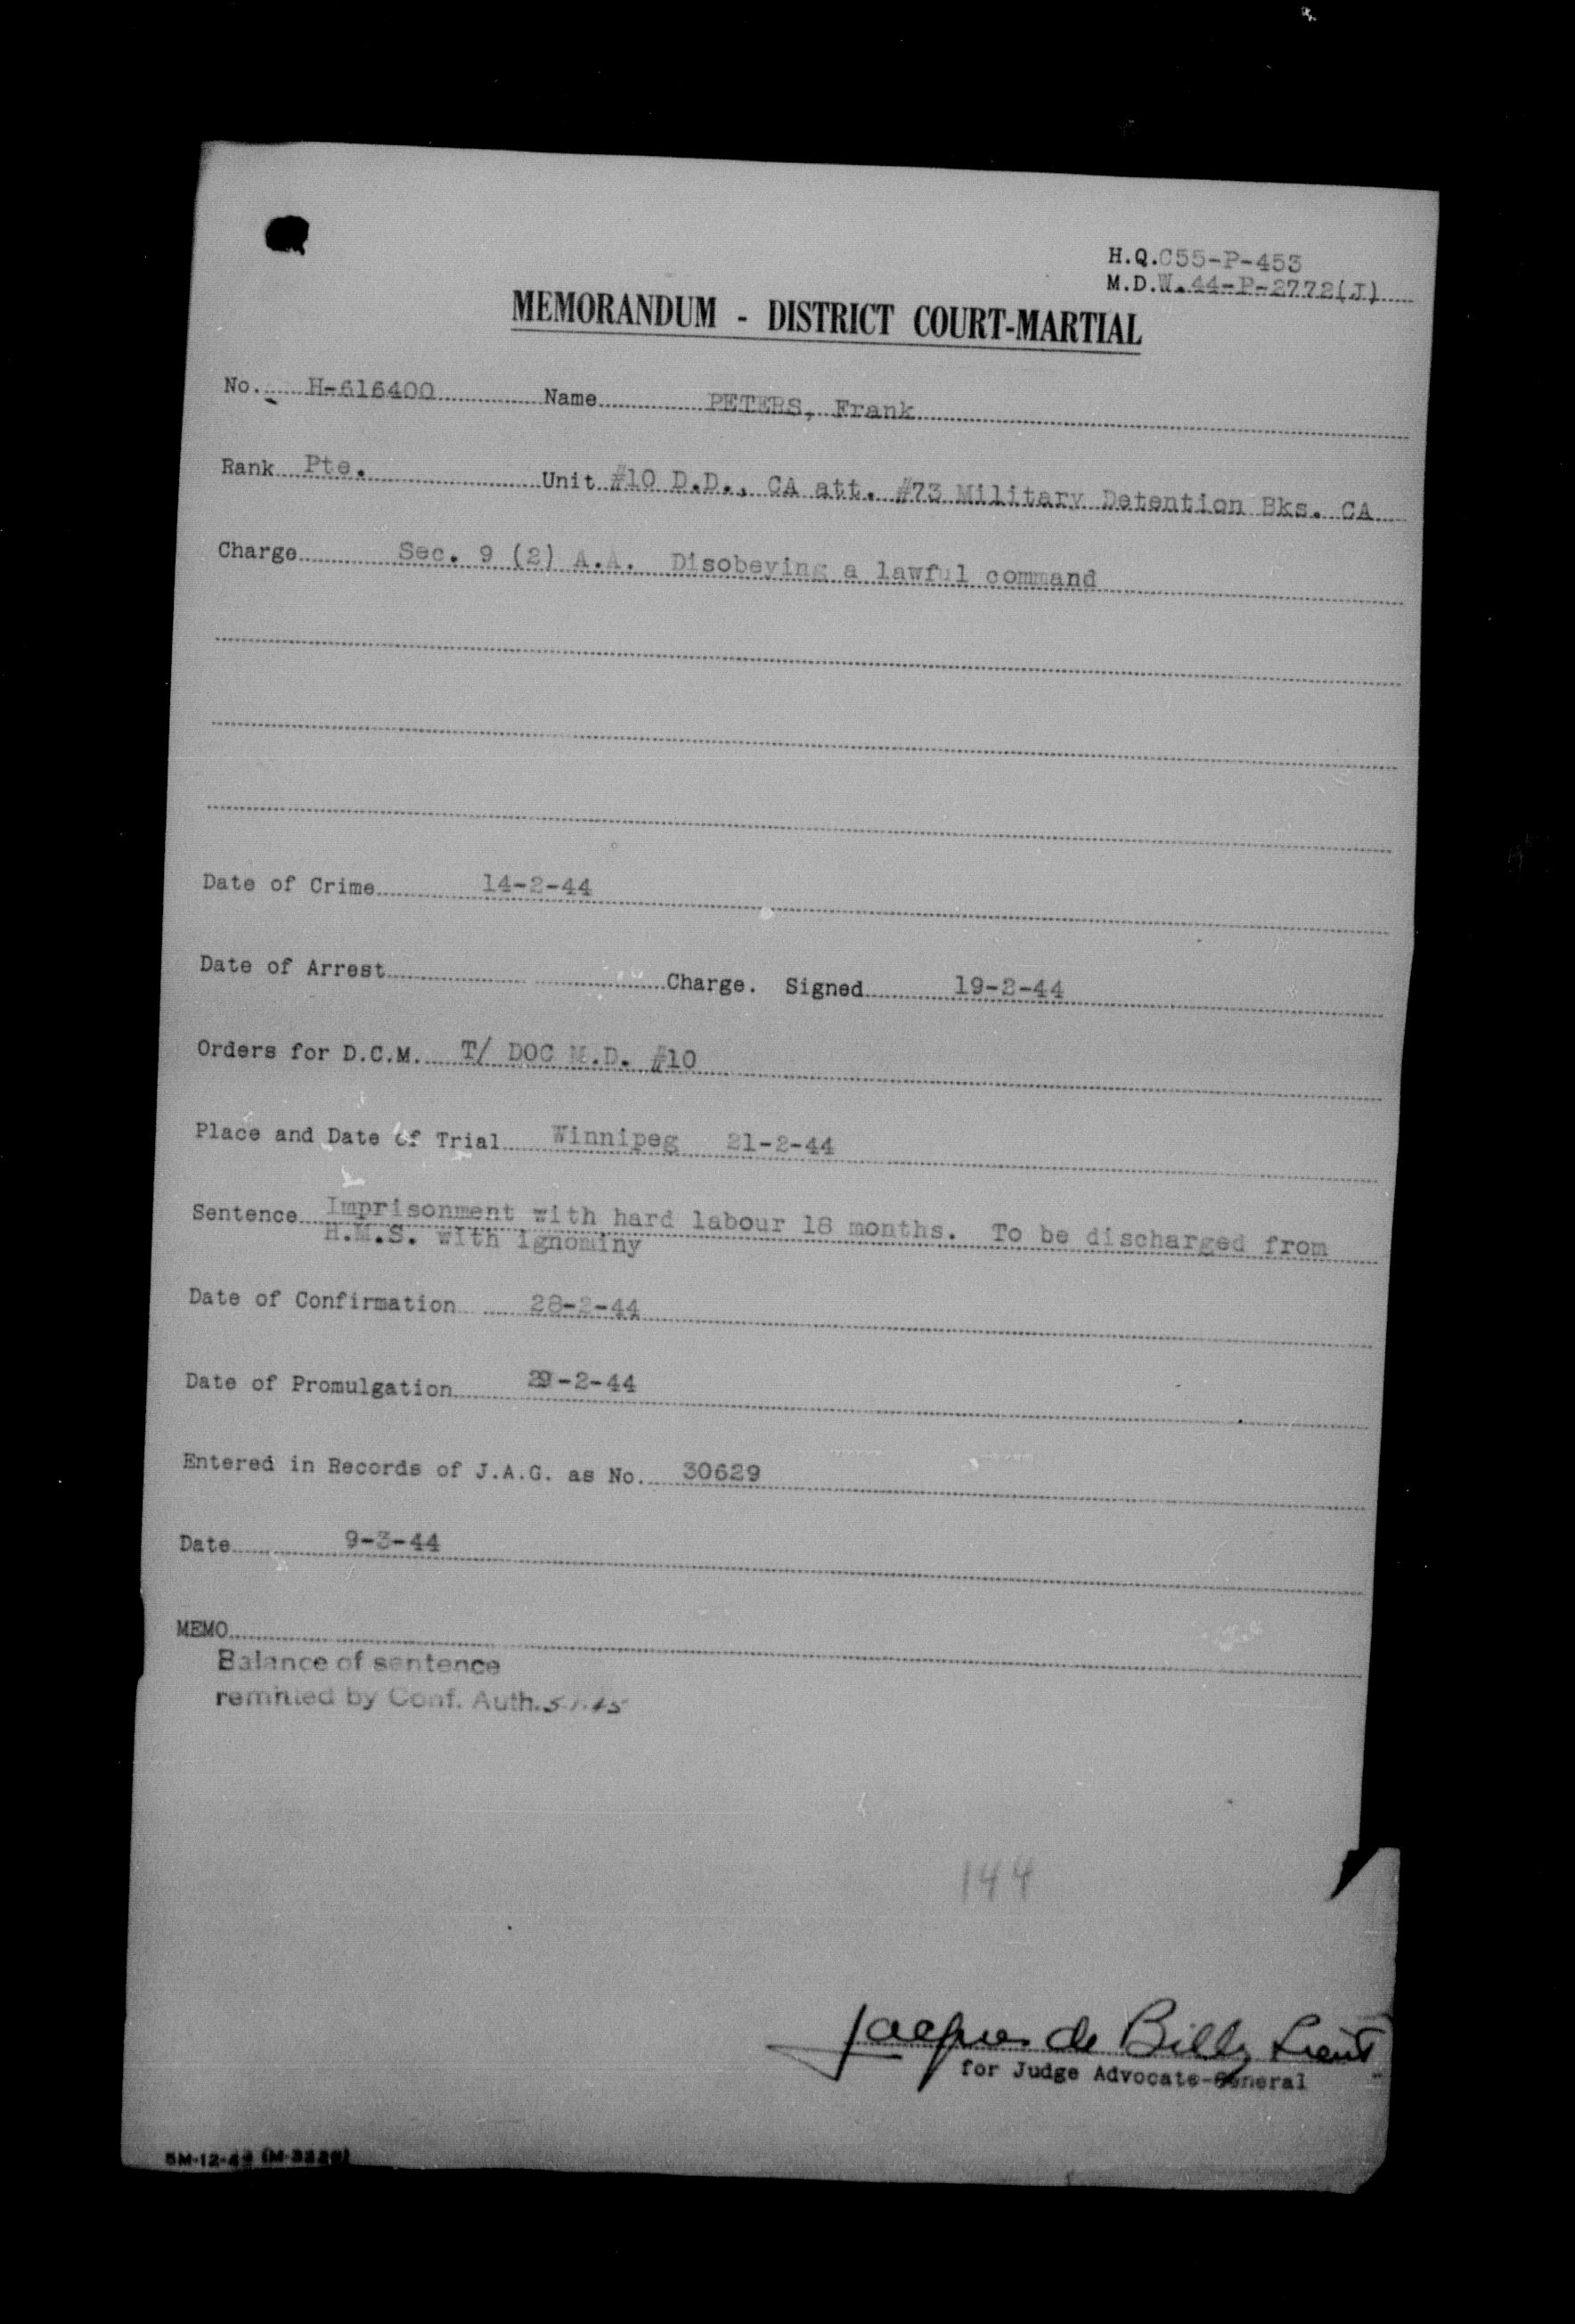 H.Q.C55-P-453
M.D.W.44-P-2772(J)
MEMORANDUM - DISTRICT COURT-MARTIAL
No. H-616400 Name PETERS, Frank
Rank Pte. Unit #10 D.D., CA att. #73 Military Detention Bks. CA
Charge Sec. 9 (2) A.A. Disobeying a lawful command
Date of Crime 14-2-44
Date of Arrest Charge. Signed 19-2-44
Orders for D.C.M. T/ DOC M.D. #10
Place and Date of Trial Winnipeg 21-2-44
Sentence Imprisonment with hard labour 18 months. To be discharged from
H.M.S. with ignominy
Date of Confirmation 28-2-44
Date of Promulgation 29-2-44
Entered in Records of J.A.G. as No. 30629
Date 9-3-44
MEMO
Balance of sentence
remitted by Conf. Auth. 5.1.45
144
Jacques de Billy Lieut
for Judge Advocate-General